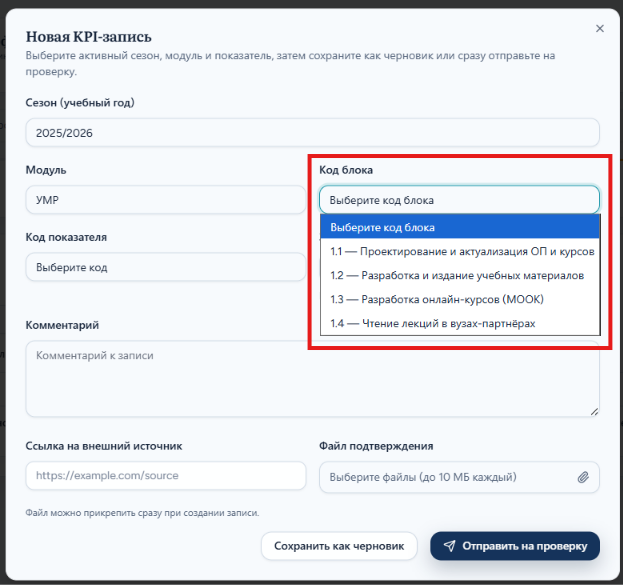 Новая KPI-запись
Выберите активный сезон, модуль и показатель, затем сохраните как черновик или сразу отправьте на
проверку.
Сезон (учебный год)
2025/2026
Модуль
Код блока
УМР
Выберите код блока
Выберите код блока
1.1 — Проектирование и актуализация ОП и курсов
1.2 — Разработка и издание учебных материалов
1.3 — Разработка онлайн-курсов (МООК)
1.4 — Чтение лекций в вузах-партнёрах
Код показателя
Выберите код
Комментарий
Комментарий к записи
Ссылка на внешний источник
Файл подтверждения
https://example.com/source
Выберите файлы (до 10 МБ каждый)
Файл можно прикрепить сразу при создании записи.
Сохранить как черновик
Отправить на проверку